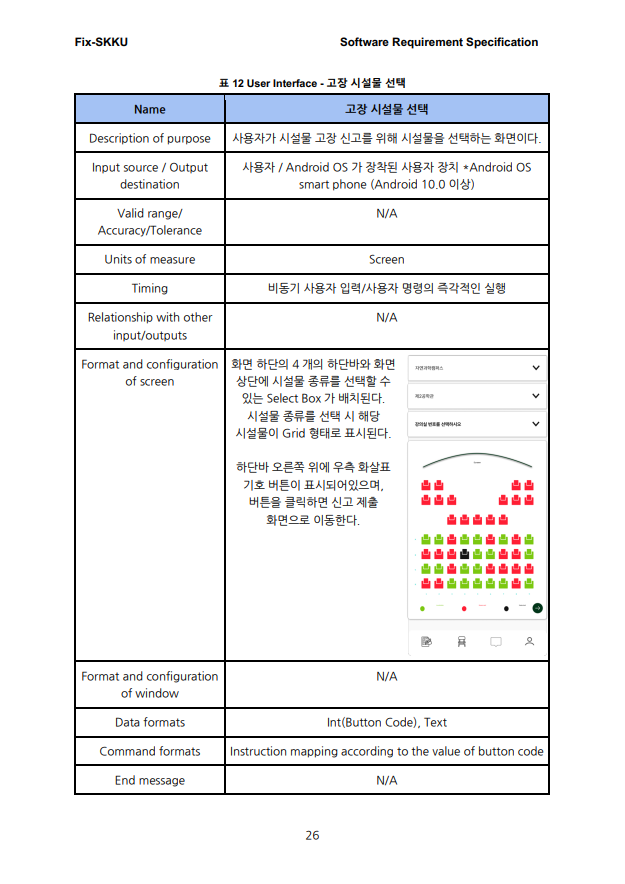 Fix-SKKU
Software Requirement Specification
표 12 User Interface - 고장 시설물 선택
Name
고장 시설물 선택
Description of purpose
사용자가 시설물 고장 신고를 위해 시설물을 선택하는 화면이다.
Input source / Output
destination
사용자 / Android OS 가 장착된 사용자 장치 *Android OS
smart phone (Android 10.0 이상)
Valid range/
Accuracy/Tolerance
N/A
Units of measure
Screen
Timing
비동기 사용자 입력/사용자 명령의 즉각적인 실행
Relationship with other
input/outputs
N/A
Format and configuration
of screen
화면 하단의 4 개의 하단바와 화면
상단에 시설물 종류를 선택할 수
있는 Select Box 가 배치된다.
시설물 종류를 선택 시 해당
시설물이 Grid 형태로 표시된다.
하단바 오른쪽 위에 우측 화살표
기호 버튼이 표시되어있으며,
버튼을 클릭하면 신고 제출
화면으로 이동한다.
자연과학캠퍼스
제2공학관
강의실 번호를 선택하시오
Format and configuration
of window
N/A
Data formats
Int(Button Code), Text
Command formats
Instruction mapping according to the value of button code
End message
N/A
26